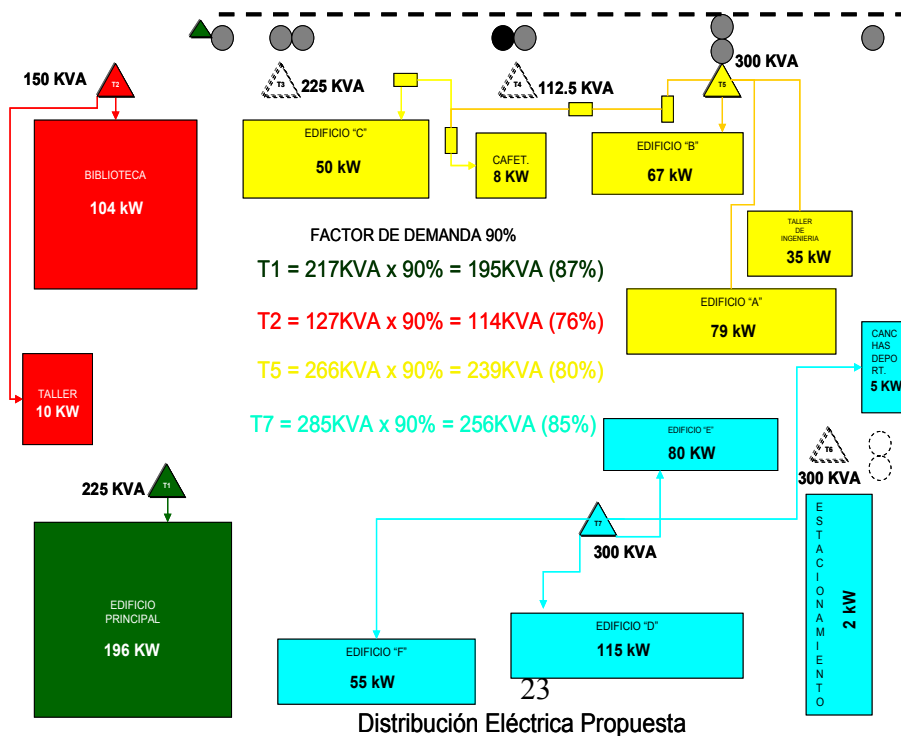 150 KVA
T2
T3
225 KVA
T4
112.5 KVA
300 KVA
T5
BIBLIOTECA
104 kW
EDIFICIO "C"
50 kW
CAFET.
8 KW
EDIFICIO "B"
67 kW
TALLER
DE
INGENIERIA
35 kW
FACTOR DE DEMANDA 90%
T1 = 217KVA x 90% = 195KVA (87%)
T2 = 127KVA x 90% = 114KVA (76%)
T5 = 266KVA x 90% = 239KVA (80%)
T7 = 285KVA x 90% = 256KVA (85%)
EDIFICIO "A"
79 kW
CANC
HAS
DEPO
RT.
5 KW
TALLER
10 KW
EDIFICIO "E"
80 KW
T6
300 KVA
225 KVA
T1
T7
300 KVA
EDIFICIO
PRINCIPAL
196 KW
EDIFICIO "F"
55 kW
EDIFICIO "D"
115 kW
ESTACIONAMIENTO
2 kW
23
Distribución Eléctrica Propuesta